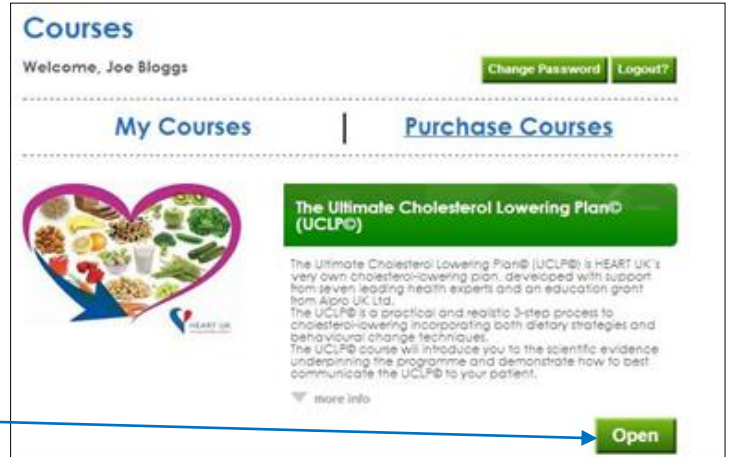 Courses
Welcome, Joe Bloggs
Change Password
Logout?
My Courses | Purchase Courses
The Ultimate Cholesterol Lowering Plan©
(UCLP©)
The Ultimate Cholesterol Lowering Plan© (UCLP©) is HEART UK's
very own cholesterol-lowering plan, developed with support
from seven leading health experts and an education grant
from Alpro UK Ltd.
The UCLP© is a practical and realistic 3-step process to
cholesterol-lowering incorporating both dietary strategies and
behavioural change techniques.
The UCLP© course will introduce you to the scientific evidence
underpinning the programme and demonstrate how to best
communicate the UCLP© to your patient.
HEART UK
more info
Open